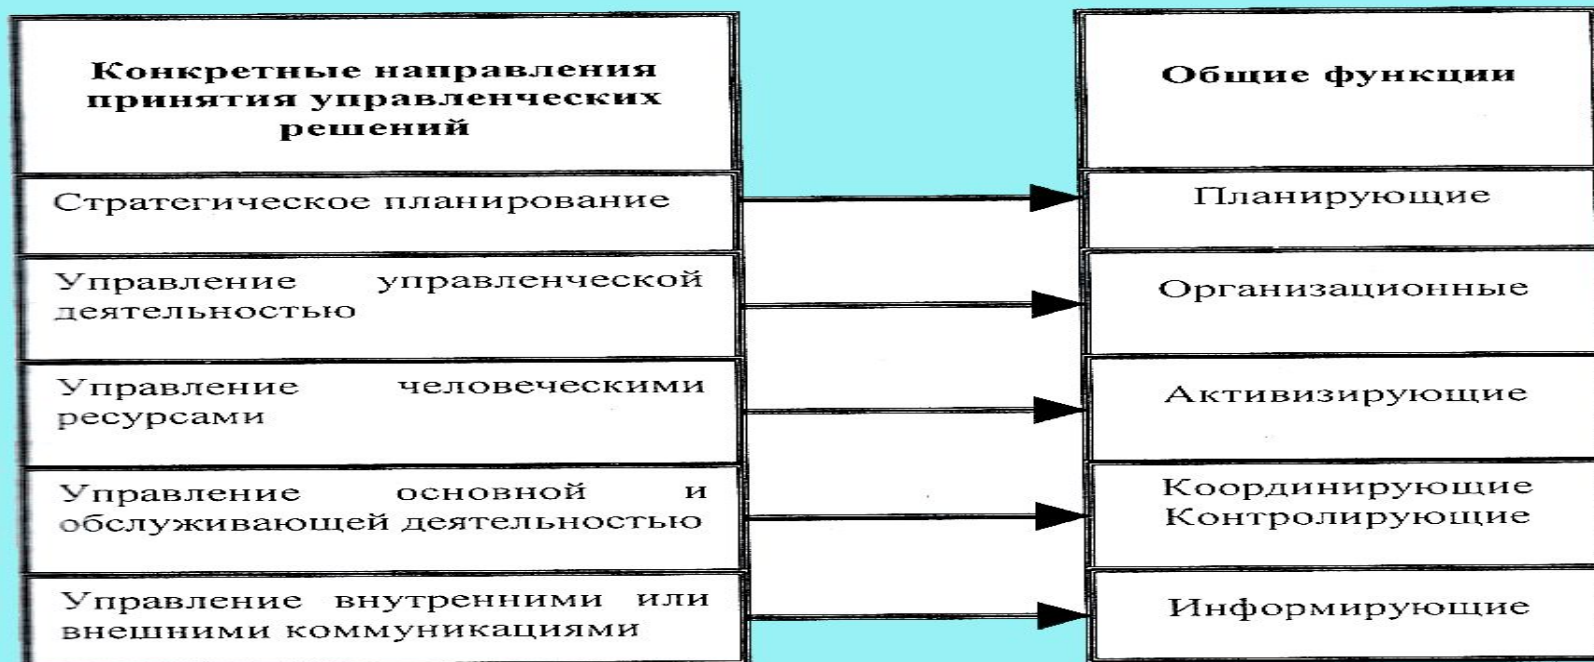 Конкретные направления
принятия управленческих
решений
Общие функции
Стратегическое планирование
Планирующие
Управление управленческой
деятельностью
Организационные
Управление человеческими
ресурсами
Активизирующие
Управление основной и
обслуживающей деятельностью
Координирующие
Контролирующие
Управление внутренними или
внешними коммуникациями
Информирующие